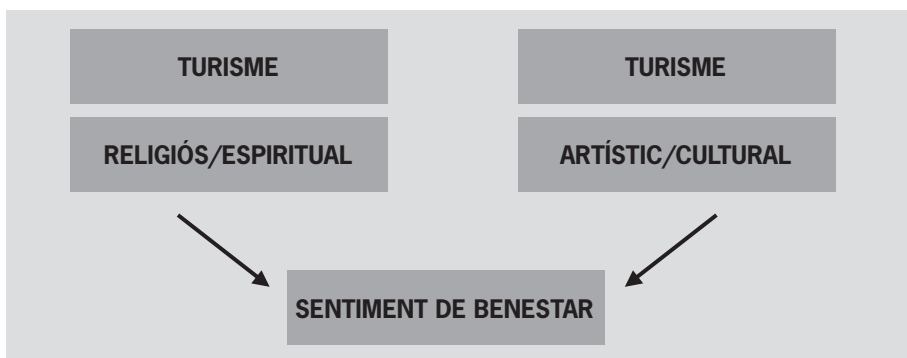 TURISME
RELIGIÓS/ESPIRITUAL
TURISME
ARTÍSTIC/CULTURAL
SENTIMENT DE BENESTAR